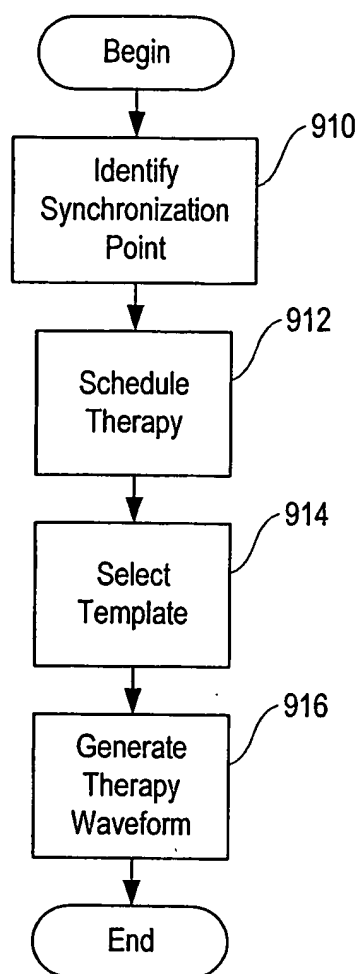 Begin
910
Identify
Synchronization
Point
912
Schedule
Therapy
914
Select
Template
916
Generate
Therapy
Waveform
End